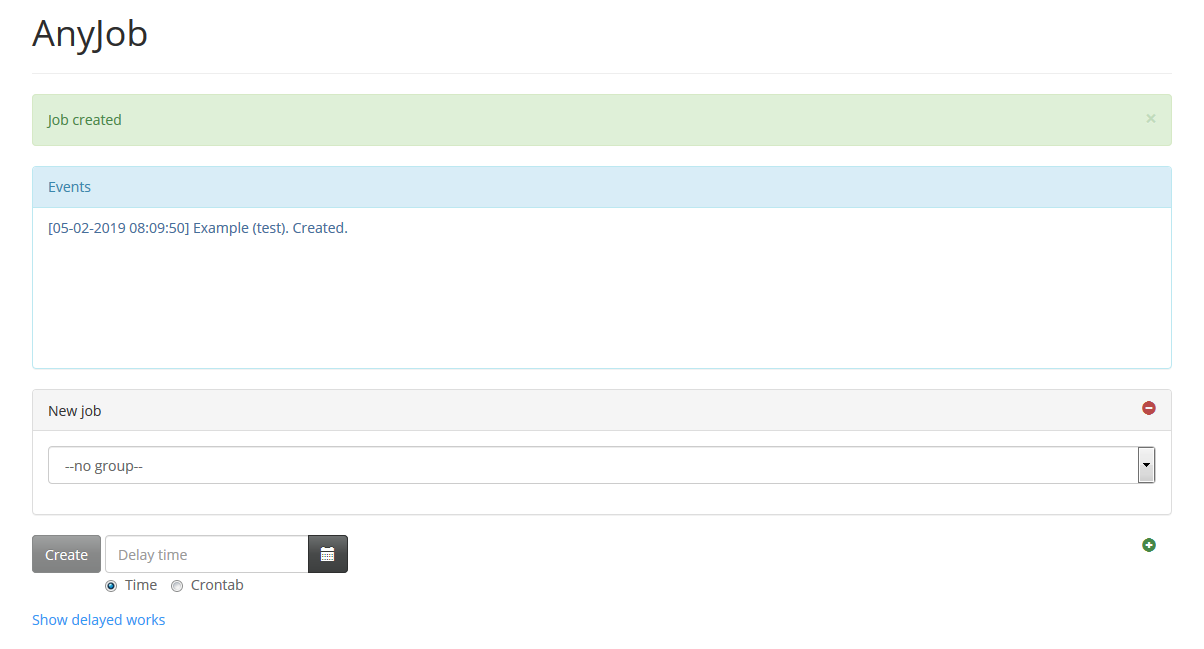 AnyJob
Job created
×
Events
[05-02-2019 08:09:50] Example (test). Created.
New job
--no group--
Create
Delay time
Time
Crontab
Show delayed works